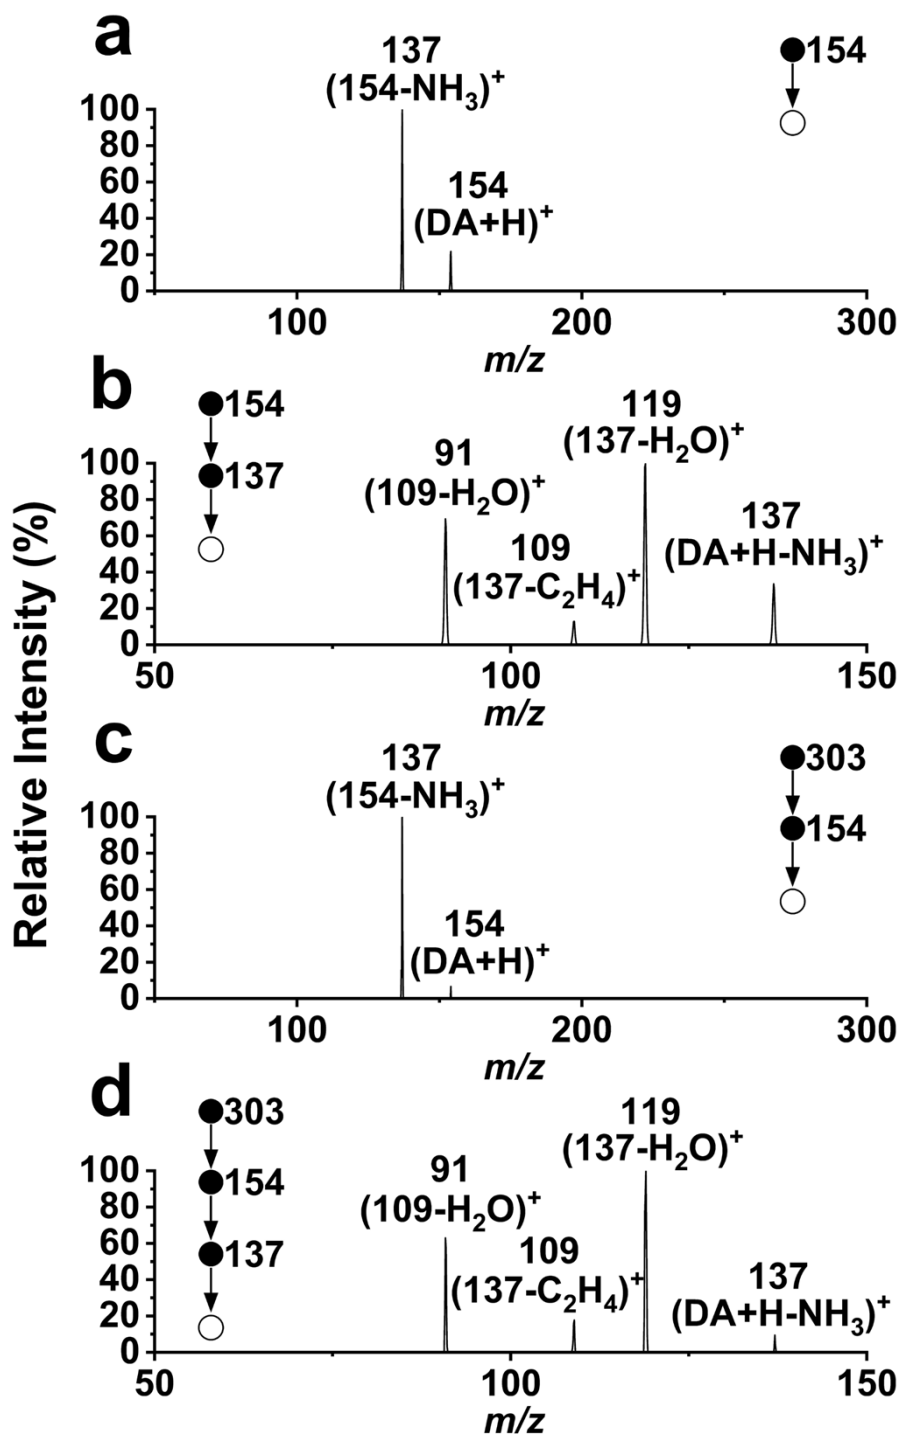 Relative Intensity (%)
a
137
(154-NH₃)⁺
154
(DA+H)⁺
154
100
80
60
40
20
0
100 200 300
m/z
b
154
137
91
(109-H₂O)⁺
109
(137-C₂H₄)⁺
119
(137-H₂O)⁺
137
(DA+H-NH₃)⁺
100
80
60
40
20
0
50 100 150
m/z
c
137
(154-NH₃)⁺
154
(DA+H)⁺
303
154
100
80
60
40
20
0
100 200 300
m/z
d
303
154
137
91
(109-H₂O)⁺
109
(137-C₂H₄)⁺
119
(137-H₂O)⁺
137
(DA+H-NH₃)⁺
100
80
60
40
20
0
50 100 150
m/z